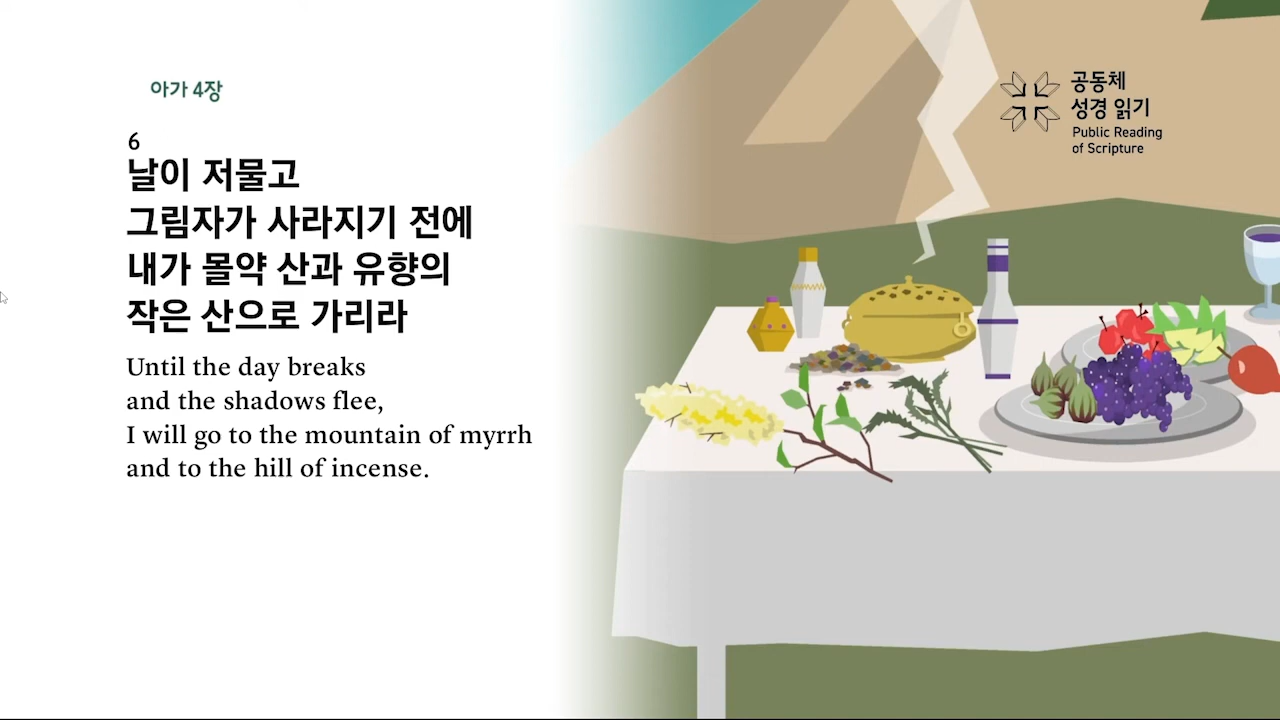 아가 4장
6
날이 저물고
그림자가 사라지기 전에
내가 몰약 산과 유향의
작은 산으로 가리라
Until the day breaks
and the shadows flee,
I will go to the mountain of myrrh
and to the hill of incense.
공동체
성경 읽기
Public Reading
of Scripture